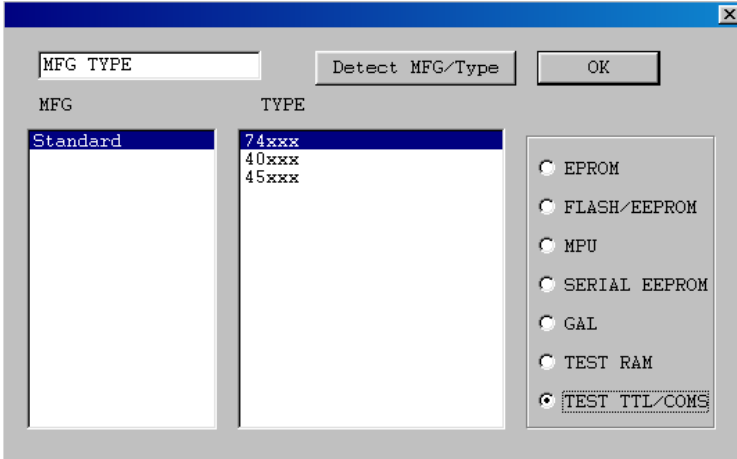 MFG TYPE
Detect MFG/Type
OK
MFG
TYPE
Standard
74xxx
40xxx
45xxx
EPROM
FLASH/EEPROM
MPU
SERIAL EEPROM
GAL
TEST RAM
TEST TTL/COMS